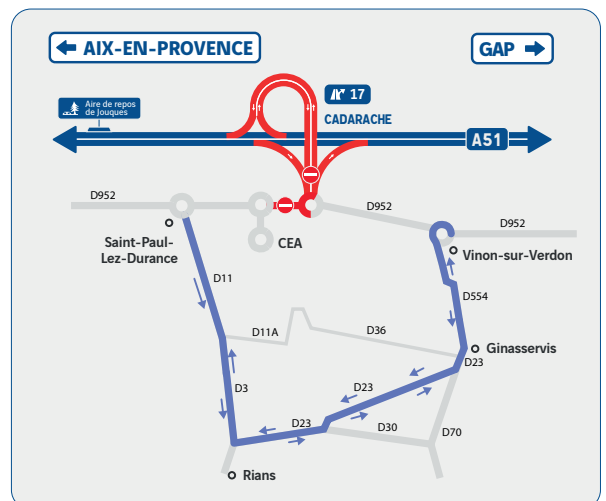 AIX-EN-PROVENCE
GAP
Aire de repos
de Jouques
17
CADARACHE
A51
D952
D952
D952
Saint-Paul-
Lez-Durance
CEA
Vinon-sur-Verdon
D11
D554
D11A
D36
Ginasservis
D23
D3
D23
D23
D30
D70
Rians